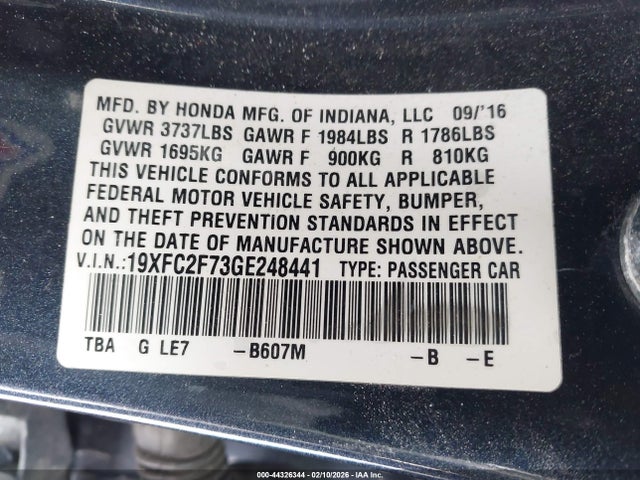 MFD. BY HONDA MFG. OF INDIANA, LLC 09/'16
GVWR 3737LBS GAWR F 1984LBS R 1786LBS
GVWR 1695KG GAWR F 900KG R 810KG
THIS VEHICLE CONFORMS TO ALL APPLICABLE
FEDERAL MOTOR VEHICLE SAFETY, BUMPER,
AND THEFT PREVENTION STANDARDS IN EFFECT
ON THE DATE OF MANUFACTURE SHOWN ABOVE.
V.I.N.:19XFC2F73GE248441 TYPE: PASSENGER CAR
TBA G LE7 -B607M -B -E
000-44326344 - 02/10/2026 - IAA Inc.